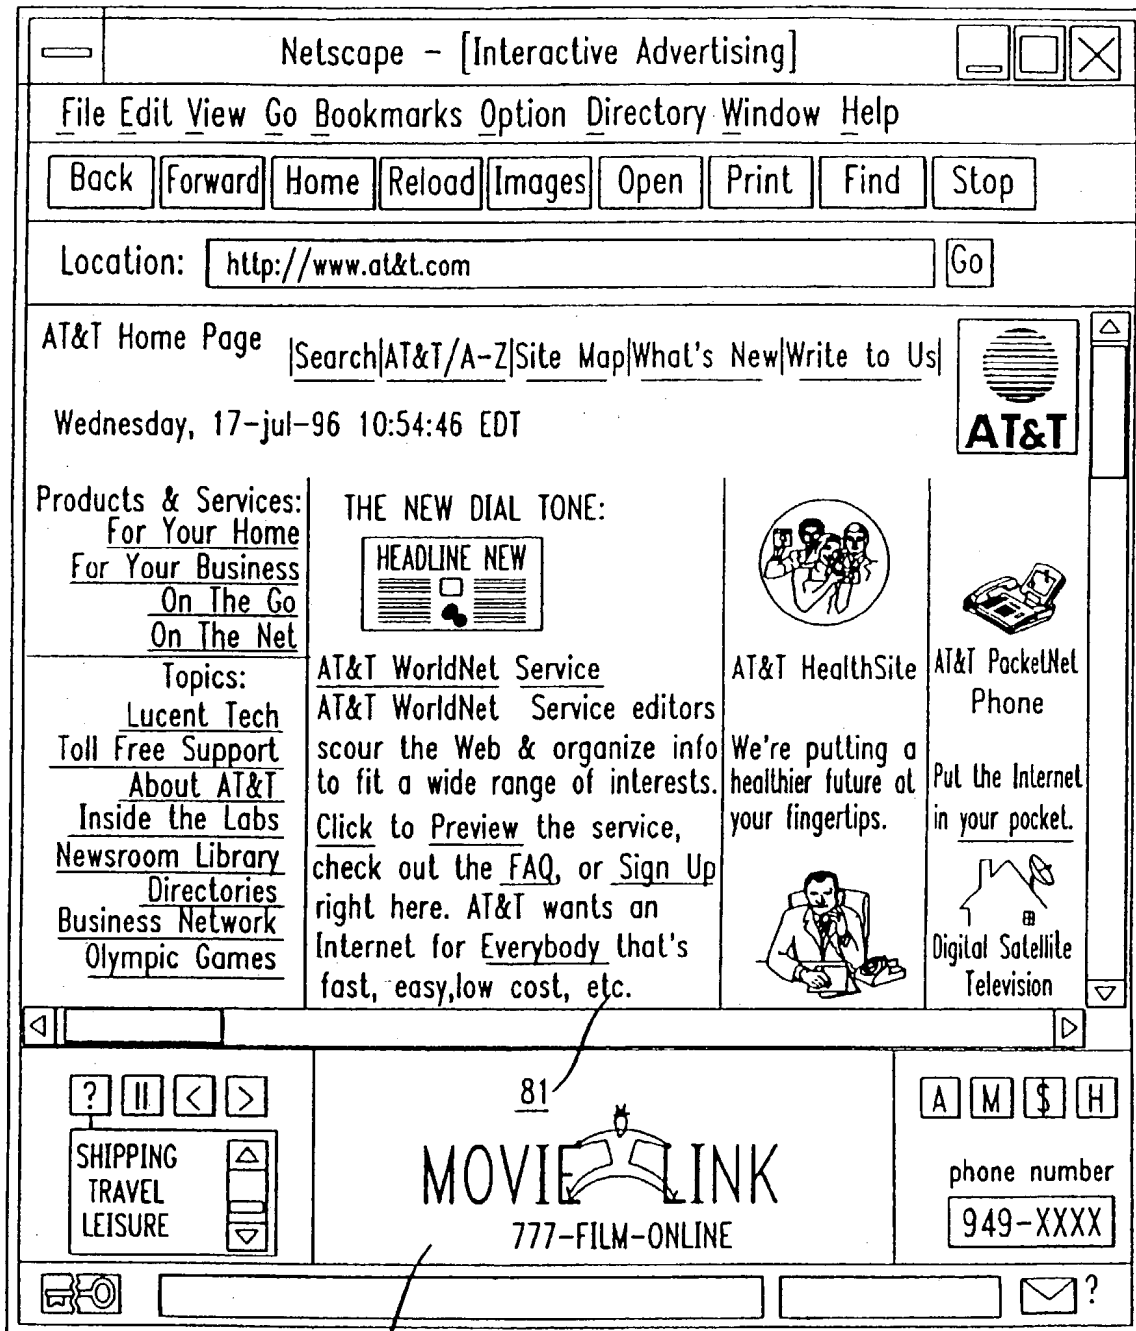 Netscape - [Interactive Advertising]
File Edit View Go Bookmarks Option Directory Window Help
Back Forward Home Reload Images Open Print Find Stop
Location: http://www.at&t.com Go
AT&T Home Page |Search|AT&T/A-Z|Site Map|What's New|Write to Us|
AT&T
Wednesday, 17-jul-96 10:54:46 EDT
Products & Services:
For Your Home
For Your Business
On The Go
On The Net
Topics:
Lucent Tech
Toll Free Support
About AT&T
Inside the Labs
Newsroom Library
Directories
Business Network
Olympic Games
THE NEW DIAL TONE:
HEADLINE NEW
AT&T WorldNet Service
AT&T WorldNet Service editors
scour the Web & organize info
to fit a wide range of interests.
Click to Preview the service,
check out the FAQ, or Sign Up
right here. AT&T wants an
Internet for Everybody that's
fast, easy,low cost, etc.
AT&T HealthSite
We're putting a
healthier future at
your fingertips.
AT&T PacketNet
Phone
Put the Internet
in your pocket.
Digital Satellite
Television
? || < >
SHIPPING
TRAVEL
LEISURE
81
MOVIE LINK
777-FILM-ONLINE
A M $ H
phone number
949-XXXX
?